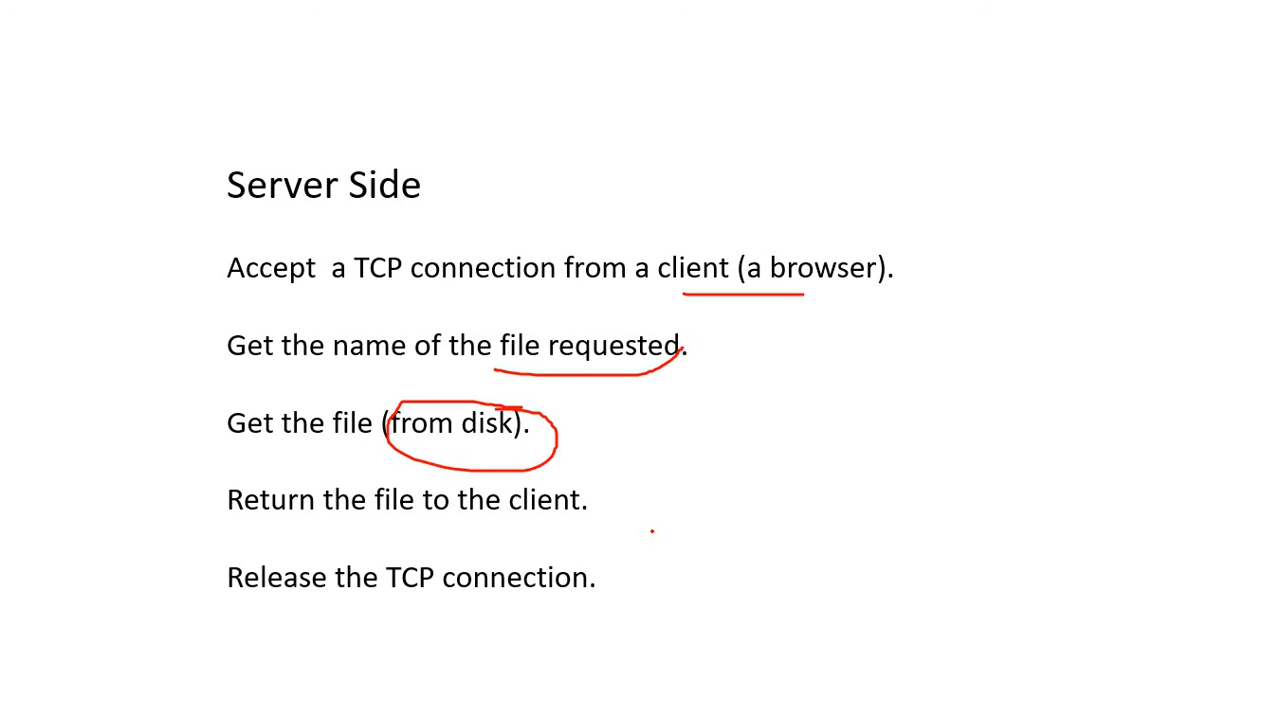 Server Side
Accept  a TCP connection from a client (a browser).
Get the name of the file requested.
Get the file (from disk).
Return the file to the client.
Release the TCP connection.